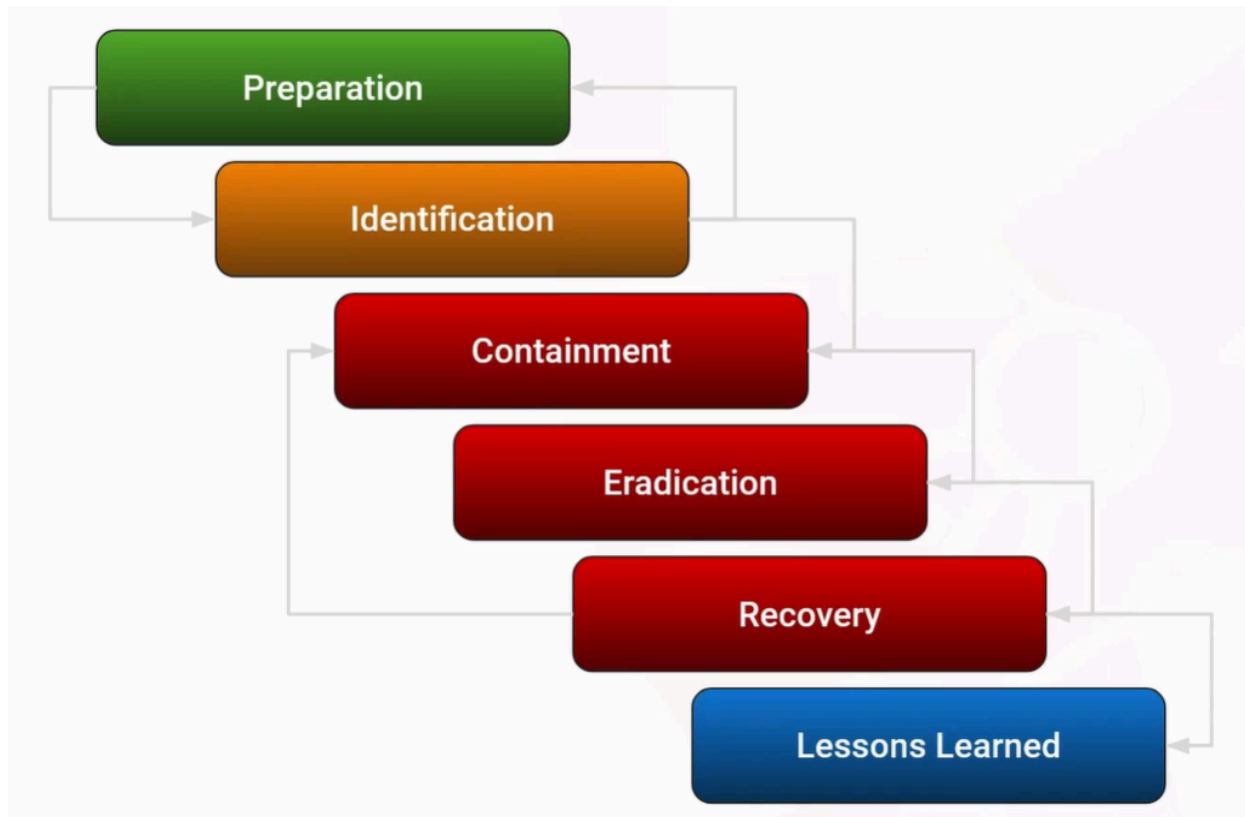 Preparation
Identification
Containment
Eradication
Recovery
Lessons Learned